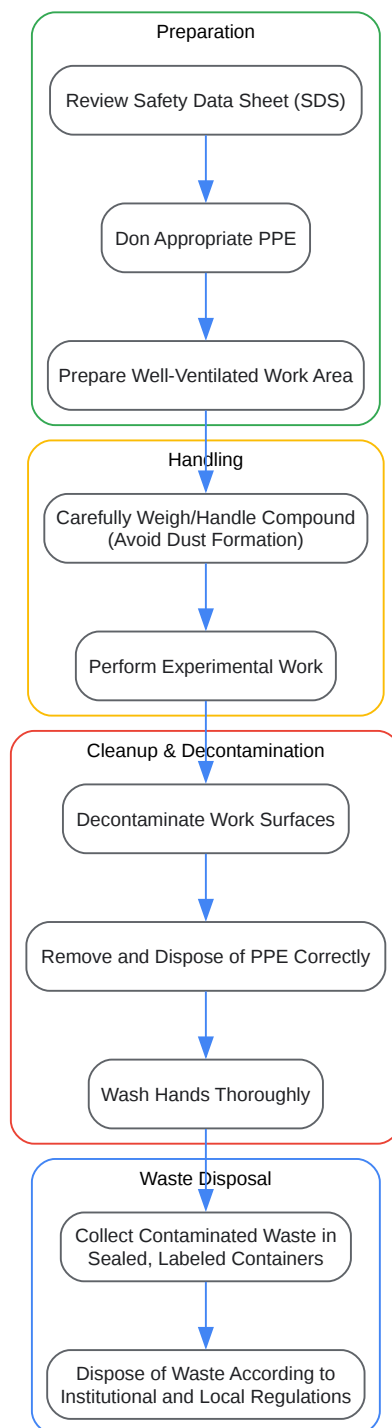 Preparation
Review Safety Data Sheet (SDS)
Don Appropriate PPE
Prepare Well-Ventilated Work Area
Handling
Carefully Weigh/Handle Compound
(Avoid Dust Formation)
Perform Experimental Work
Cleanup & Decontamination
Decontaminate Work Surfaces
Remove and Dispose of PPE Correctly
Wash Hands Thoroughly
Waste Disposal
Collect Contaminated Waste in
Sealed, Labeled Containers
Dispose of Waste According to
Institutional and Local Regulations